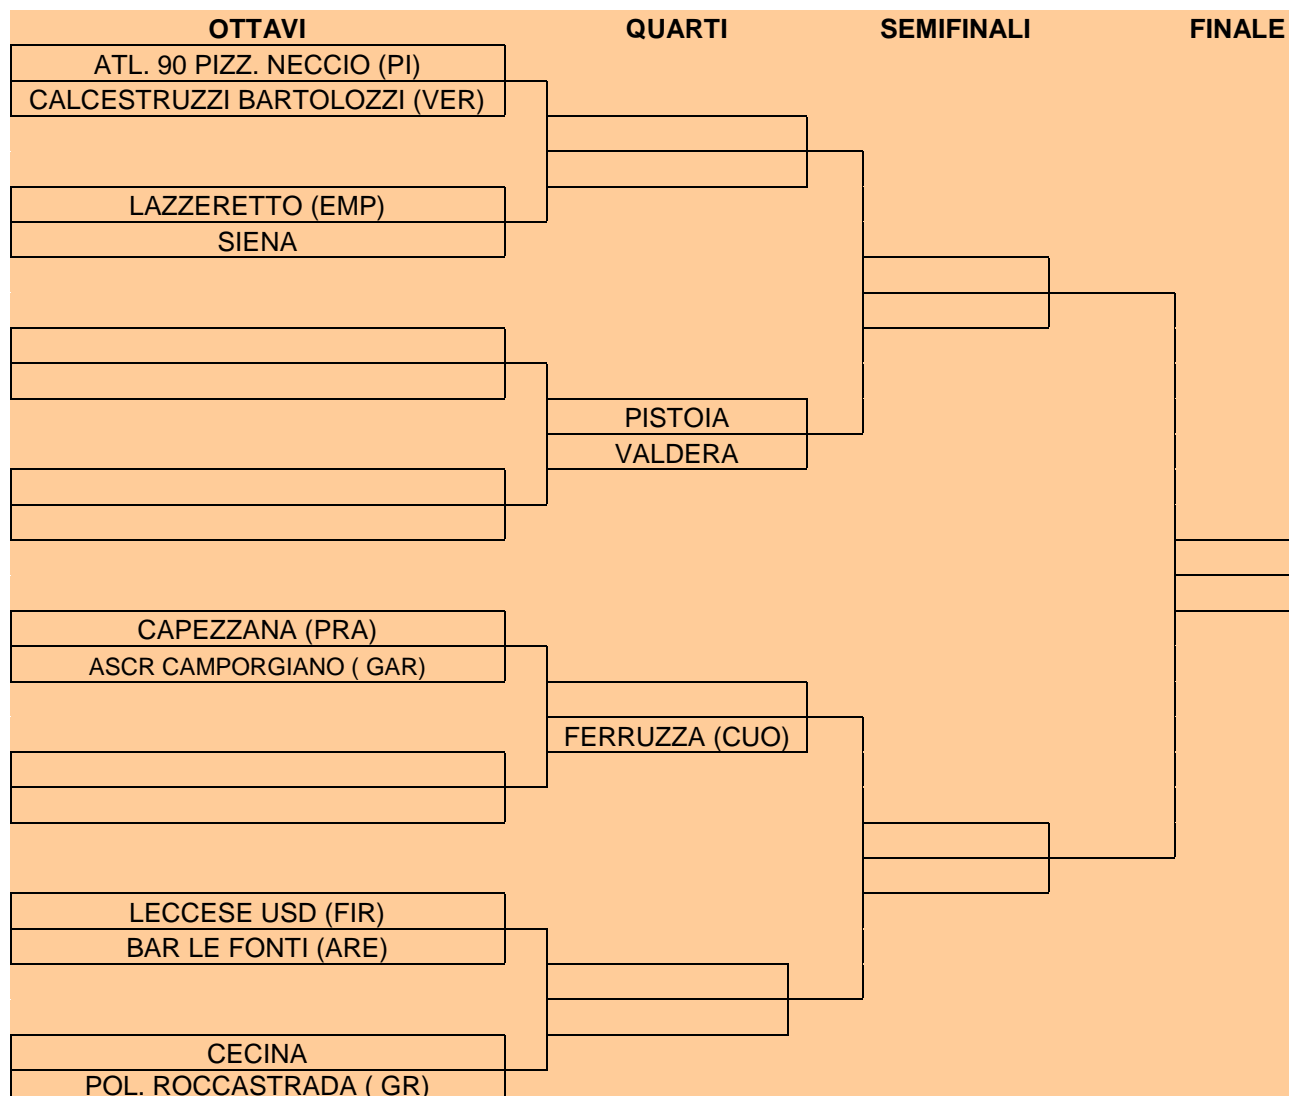 OTTAVI QUARTI SEMIFINALI FINALE
ATL. 90 PIZZ. NECCIO (PI)
CALCESTRUZZI BARTOLOZZI (VER)
LAZZERETTO (EMP)
SIENA
PISTOIA
VALDERA
CAPEZZANA (PRA)
ASCR CAMPORGIANO ( GAR)
FERRUZZA (CUO)
LECCESE USD (FIR)
BAR LE FONTI (ARE)
CECINA
POL. ROCCASTRADA ( GR)